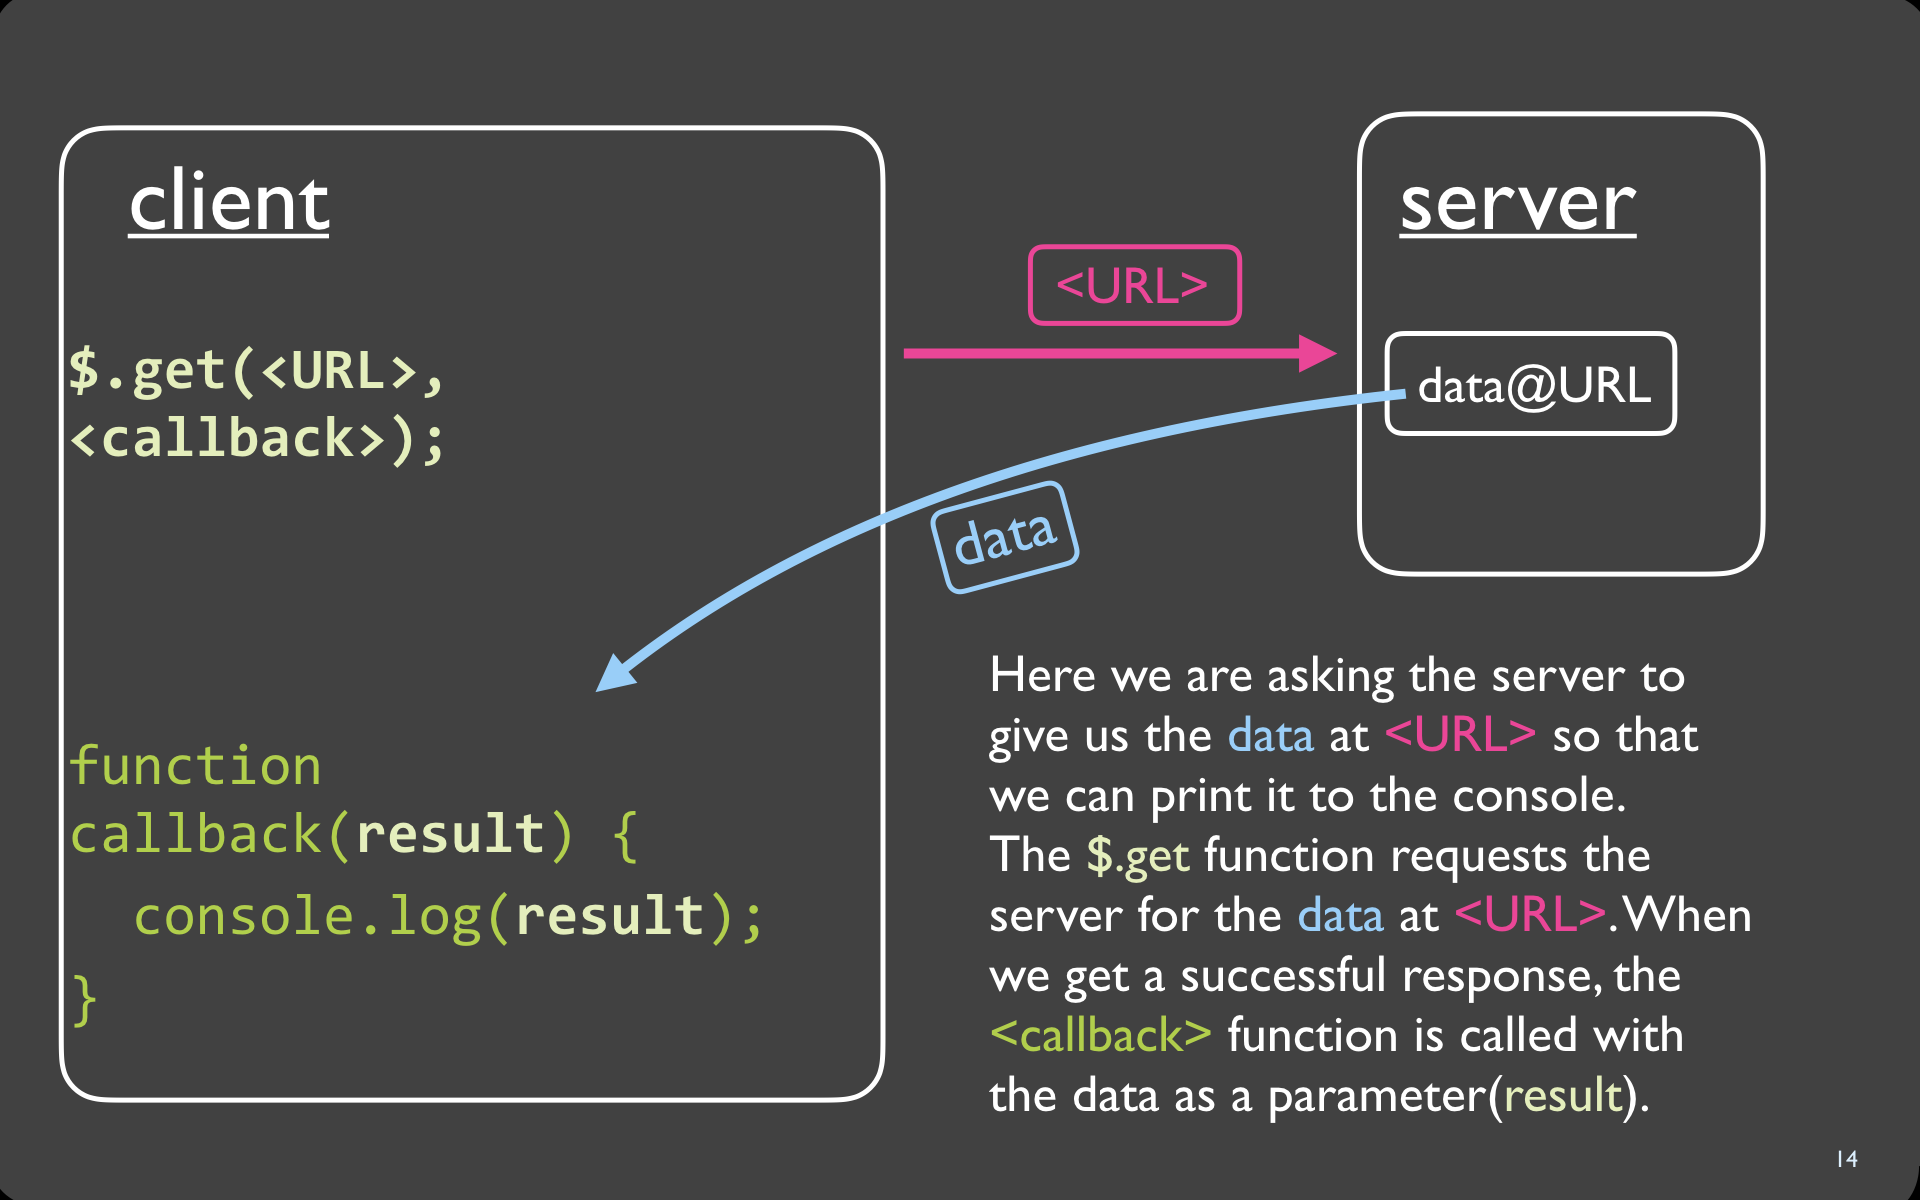 client
$.get(<URL>,
<callback>);
function
callback(result) {
console.log(result);
}
<URL>
data
server
data@URL
Here we are asking the server to
give us the data at <URL> so that
we can print it to the console.
The $.get function requests the
server for the data at <URL>. When
we get a successful response, the
<callback> function is called with
the data as a parameter(result).
14